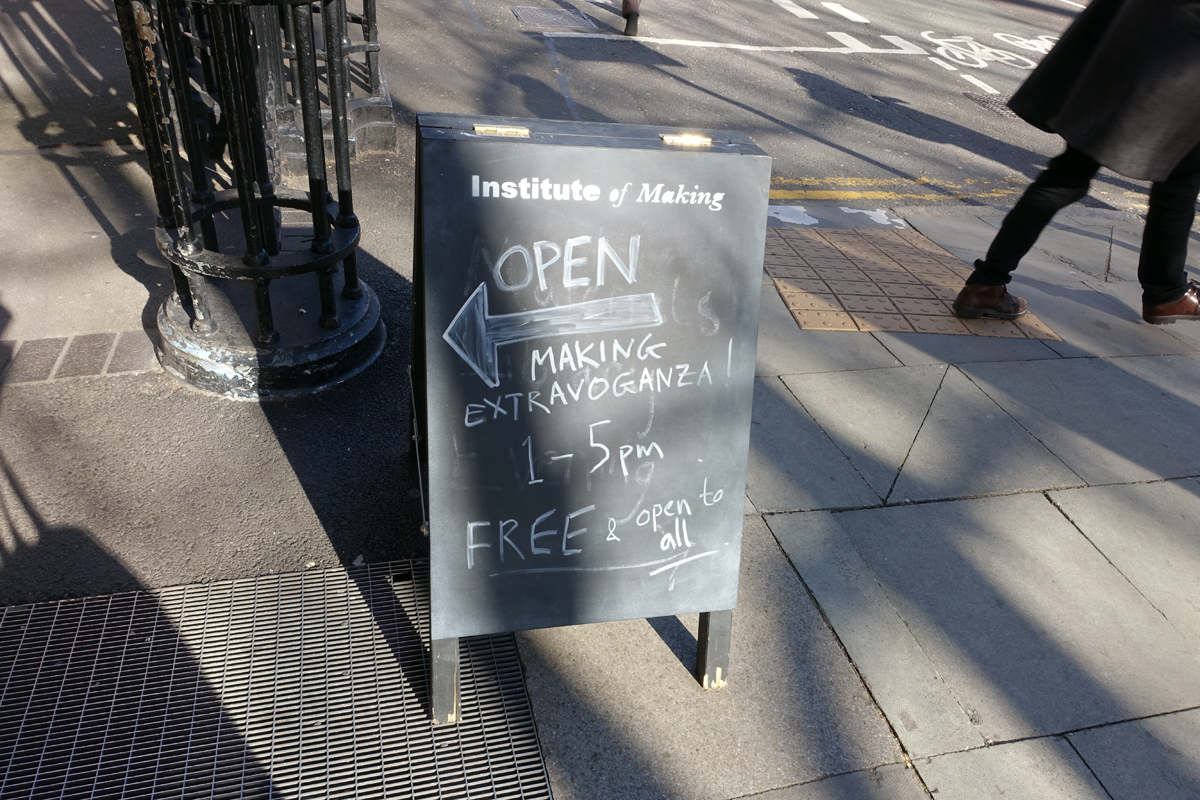 Institute of Making
OPEN
MAKING
EXTRAVOGANZA!
1-5pm
FREE & open to
all